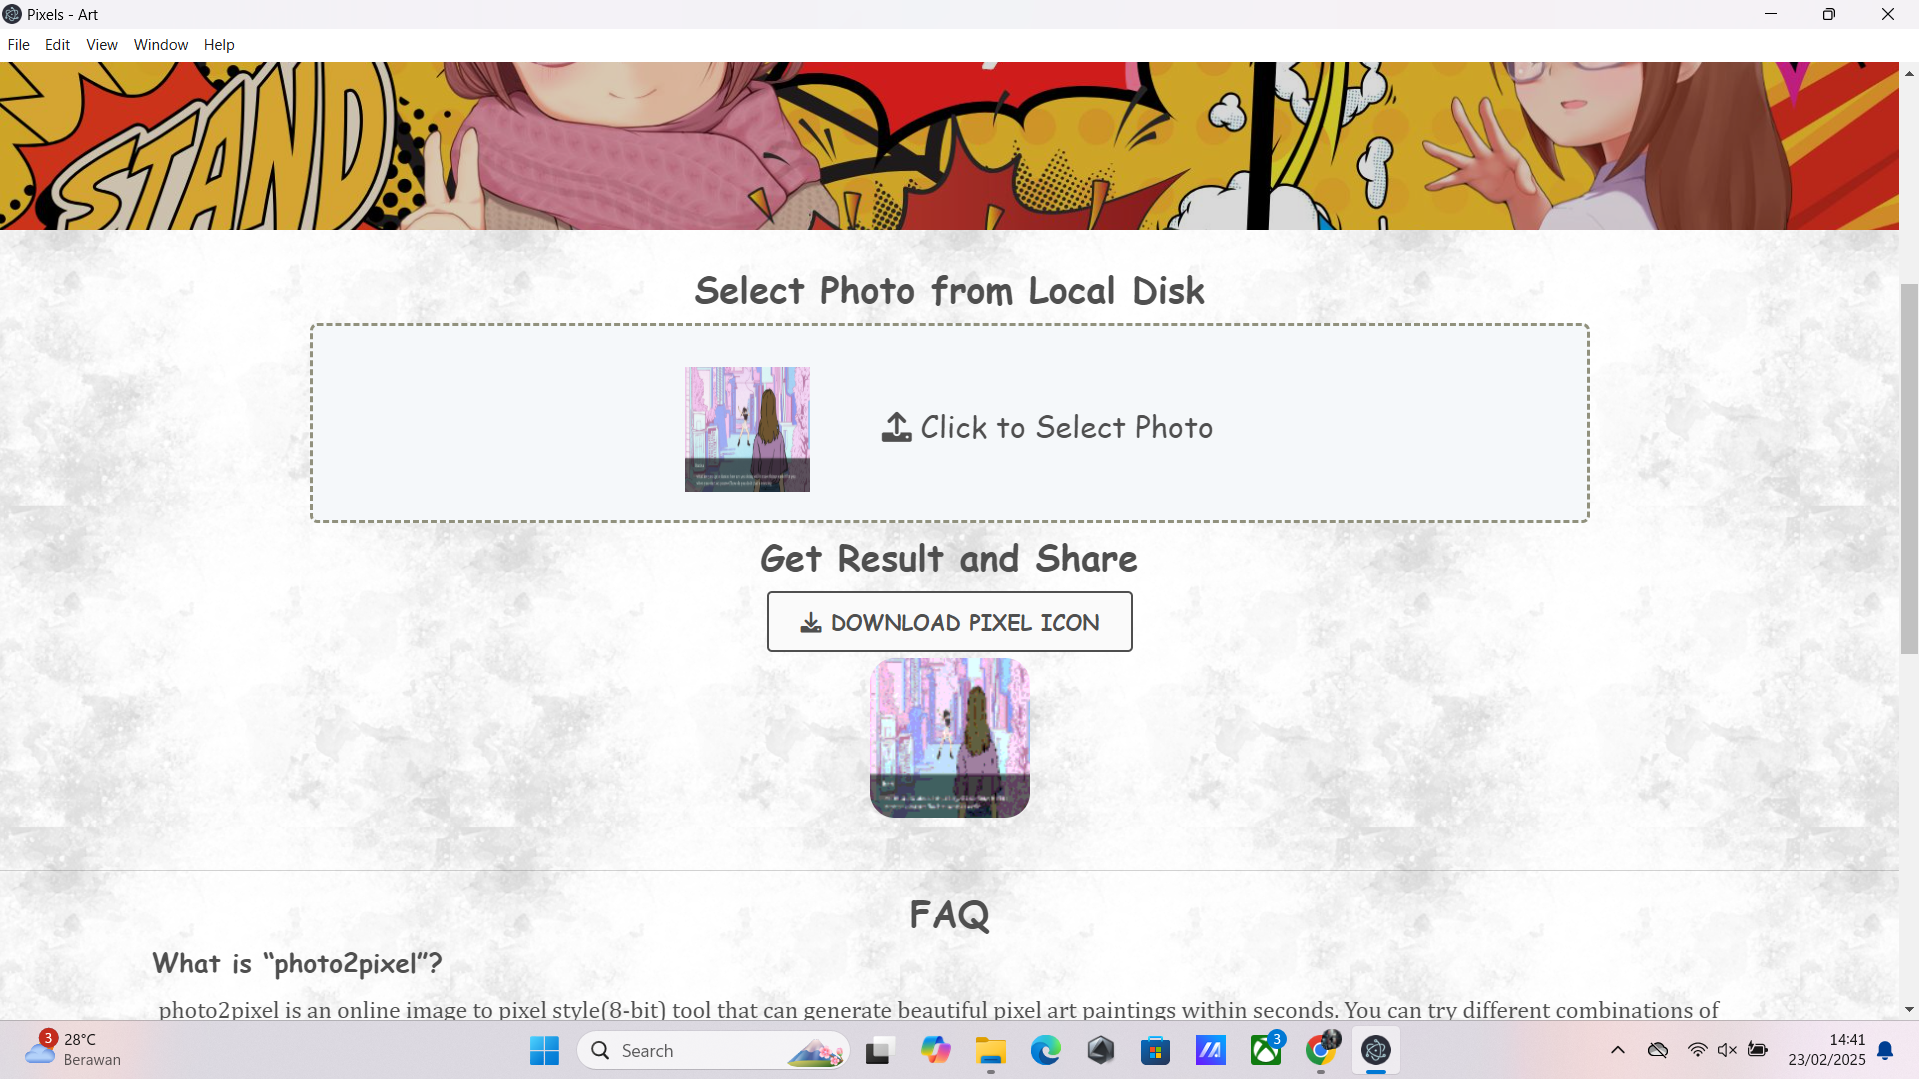 Pixels - Art
File Edit View Window Help
STAND
Select Photo from Local Disk
Click to Select Photo
Get Result and Share
DOWNLOAD PIXEL ICON
FAQ
What is “photo2pixel”?
photo2pixel is an online image to pixel style(8-bit) tool that can generate beautiful pixel art paintings within seconds. You can try different combinations of
3
28°C
Berawan
Search
3
14:41
23/02/2025